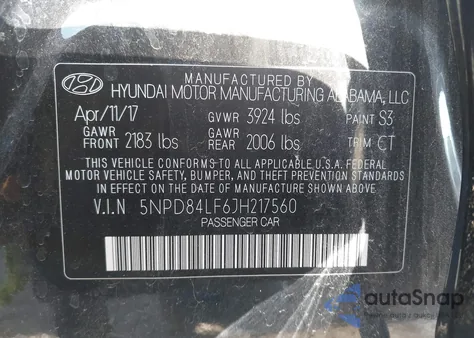 MANUFACTURED BY
HYUNDAI MOTOR MANUFACTURING ALABAMA, LLC
Apr/11/17 GVWR 3924 lbs PAINT S3
GAWR FRONT 2183 lbs GAWR REAR 2006 lbs TRIM CT
THIS VEHICLE CONFORMS TO ALL APPLICABLE U.S.A. FEDERAL
MOTOR VEHICLE SAFETY, BUMPER, AND THEFT PREVENTION STANDARDS
IN EFFECT ON THE DATE OF MANUFACTURE SHOWN ABOVE.
V.I.N 5NPD84LF6JH217560
PASSENGER CAR
autoSnap